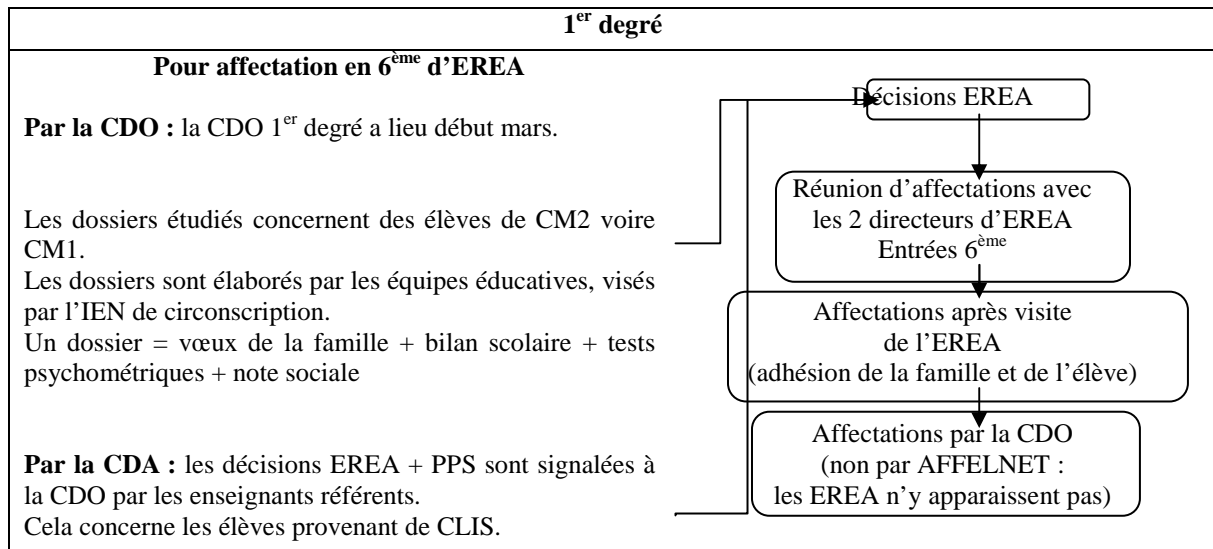 1er degré
Pour affectation en 6ème d'EREA
Par la CDO : la CDO 1er degré a lieu début mars.
Les dossiers étudiés concernent des élèves de CM2 voire
CM1.
Les dossiers sont élaborés par les équipes éducatives, visés
par l'IEN de circonscription.
Un dossier = vœux de la famille + bilan scolaire + tests
psychométriques + note sociale
Par la CDA : les décisions EREA + PPS sont signalées à
la CDO par les enseignants référents.
Cela concerne les élèves provenant de CLIS.
Décisions EREA
Réunion d'affectations avec
les 2 directeurs d'EREA
Entrées 6ème
Affectations après visite
de l'EREA
(adhésion de la famille et de l'élève)
Affectations par la CDO
(non par AFFELNET :
les EREA n'y apparaissent pas)